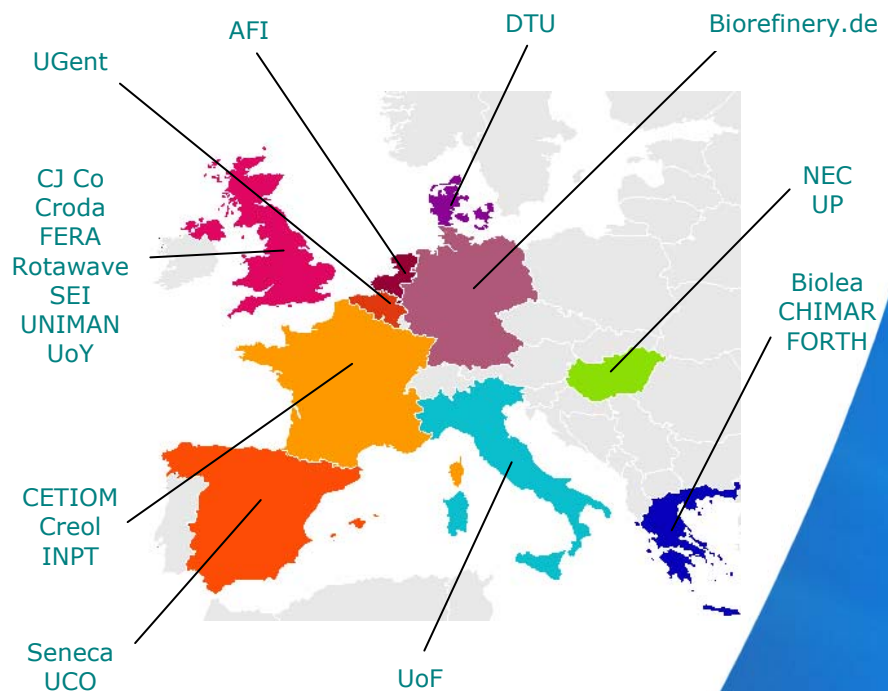 AFI
DTU
Biorefinery.de
UGent
CJ Co
Croda
FERA
Rotawave
SEI
UNIMAN
UoY
NEC
UP
Biolea
CHIMAR
FORTH
CETIOM
Creol
INPT
Seneca
UCO
UoF